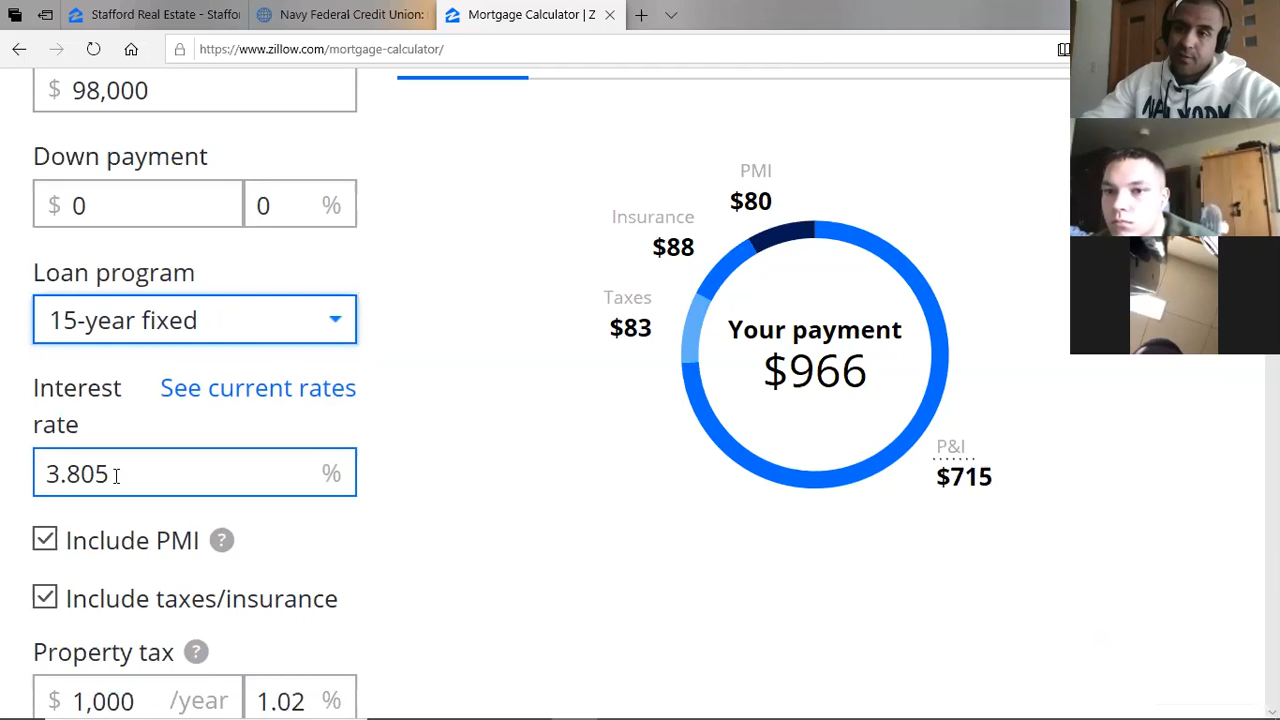 Stafford Real Estate - Staffor
Navy Federal Credit Union:
Mortgage Calculator | Z
https://www.zillow.com/mortgage-calculator/
$ 98,000
Down payment
$ 0
0 %
Loan program
15-year fixed
Interest rate
See current rates
3.805 %
Include PMI ?
Include taxes/insurance
Property tax ?
$ 1,000 /year
1.02 %
PMI
$80
Insurance
$88
Taxes
$83
Your payment
$966
P&I
$715